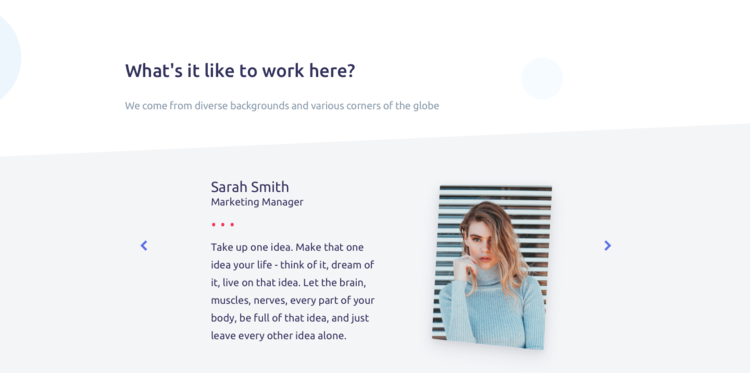 What's it like to work here?
We come from diverse backgrounds and various corners of the globe
Sarah Smith
Marketing Manager
Take up one idea. Make that one
idea your life - think of it, dream of
it, live on that idea. Let the brain,
muscles, nerves, every part of your
body, be full of that idea, and just
leave every other idea alone.